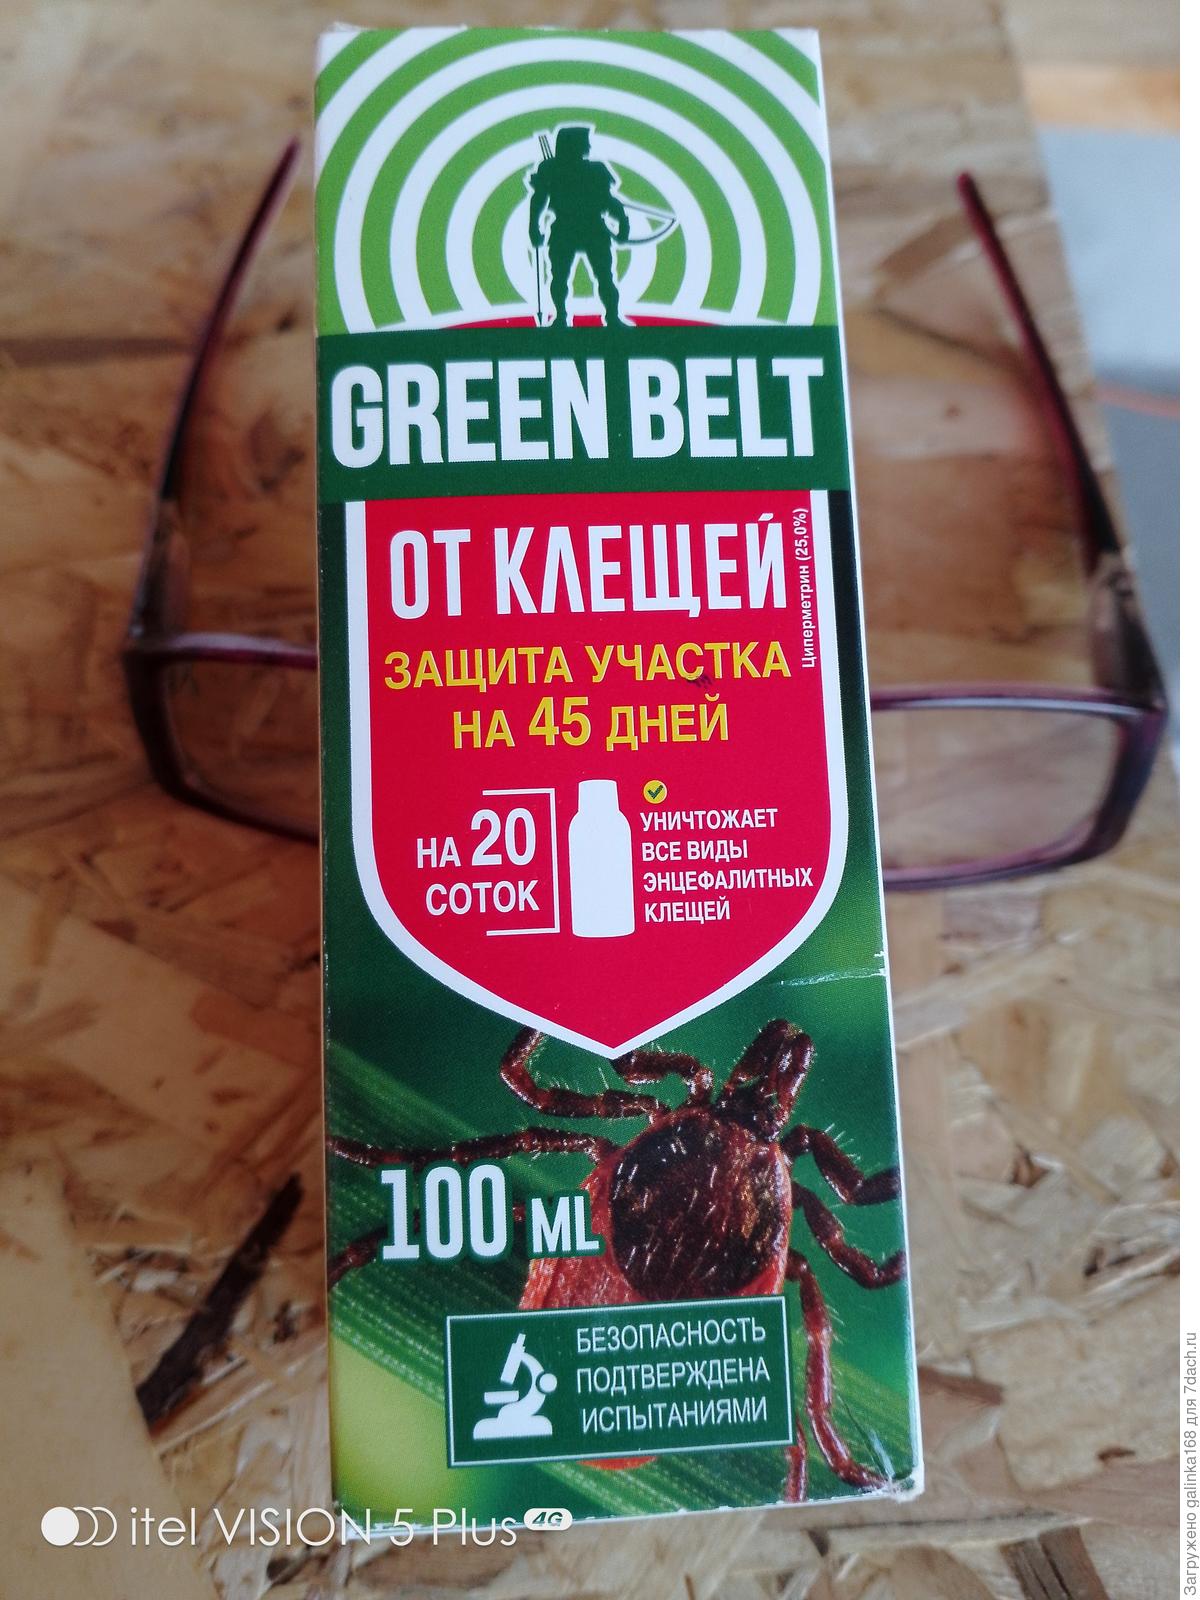 GREEN BELT
ОТ КЛЕЩЕЙ
Циперметрин (25,0%)
ЗАЩИТА УЧАСТКА
НА 45 ДНЕЙ
НА 20
СОТОК
УНИЧТОЖАЕТ
ВСЕ ВИДЫ
ЭНЦЕФАЛИТНЫХ
КЛЕЩЕЙ
100 ML
БЕЗОПАСНОСТЬ
ПОДТВЕРЖДЕНА
ИСПЫТАНИЯМИ
itel VISION 5 Plus 4G
Загружено galinka168 для 7dach.ru